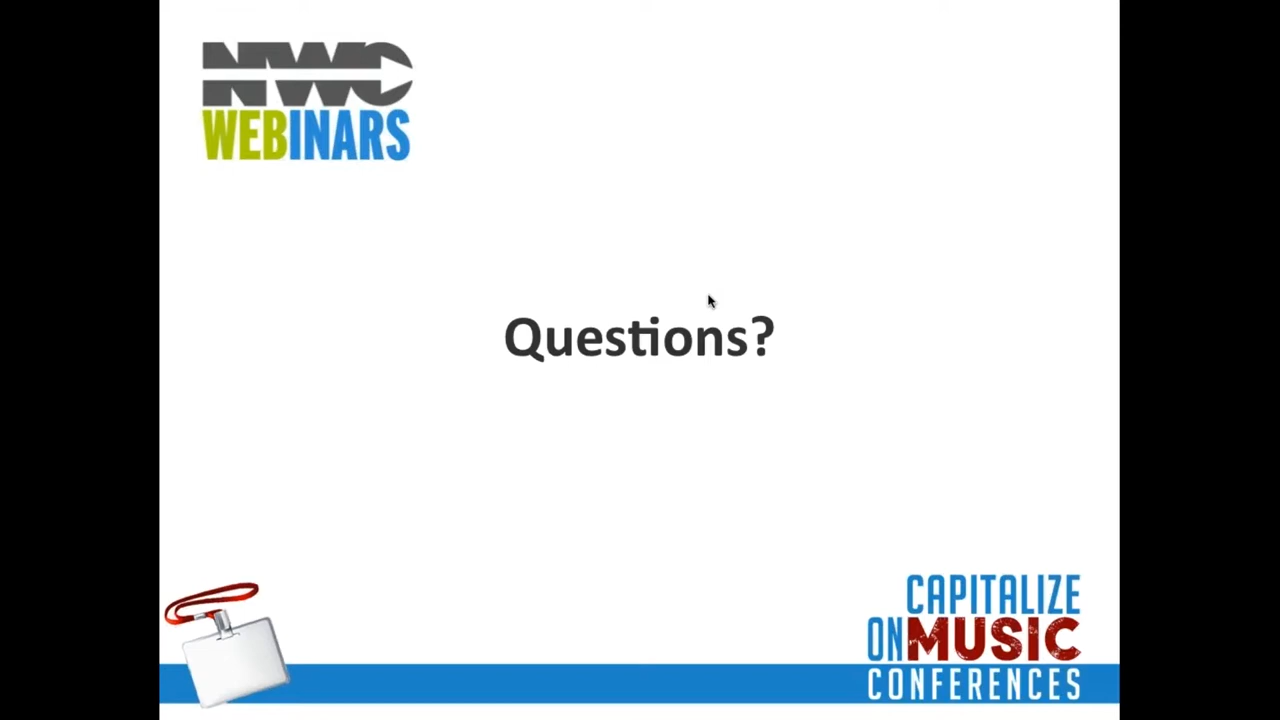 NWC
WEBINARS
Questions?
CAPITALIZE
ON MUSIC
CONFERENCES